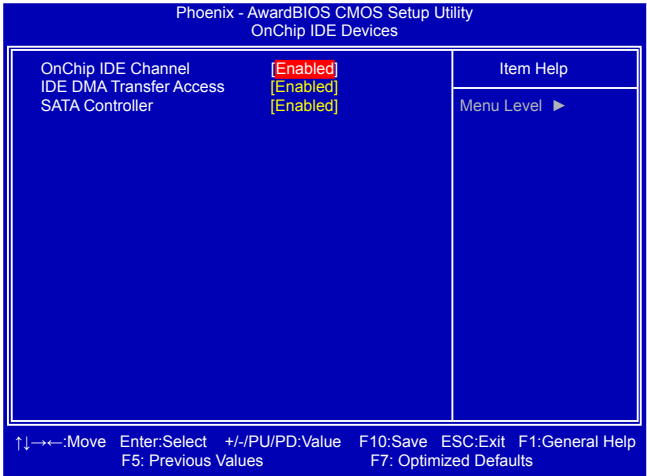 Phoenix - AwardBIOS CMOS Setup Utility
OnChip IDE Devices
OnChip IDE Channel [Enabled]
IDE DMA Transfer Access [Enabled]
SATA Controller [Enabled]
Item Help
Menu Level ►
↑↓→←:Move Enter:Select +/-/PU/PD:Value F10:Save ESC:Exit F1:General Help
F5: Previous Values F7: Optimized Defaults